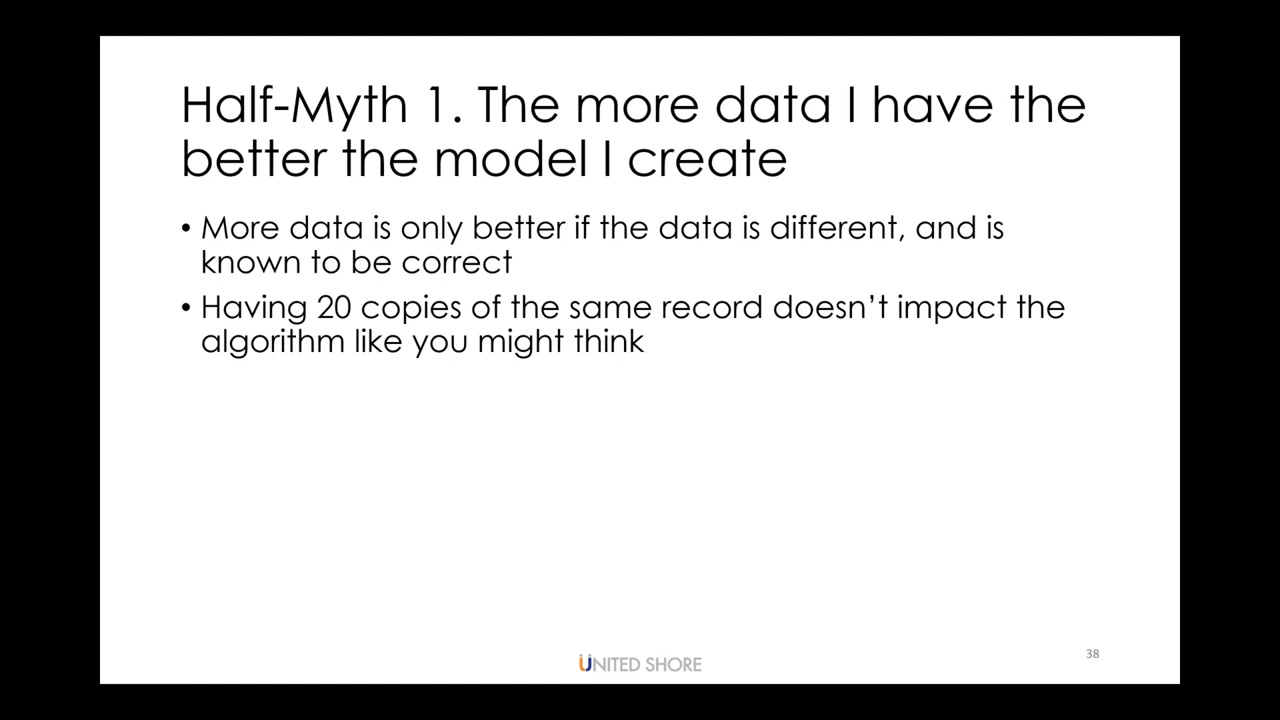 Half-Myth 1. The more data I have the
better the model I create
• More data is only better if the data is different, and is
known to be correct
• Having 20 copies of the same record doesn’t impact the
algorithm like you might think
UNITED SHORE
38